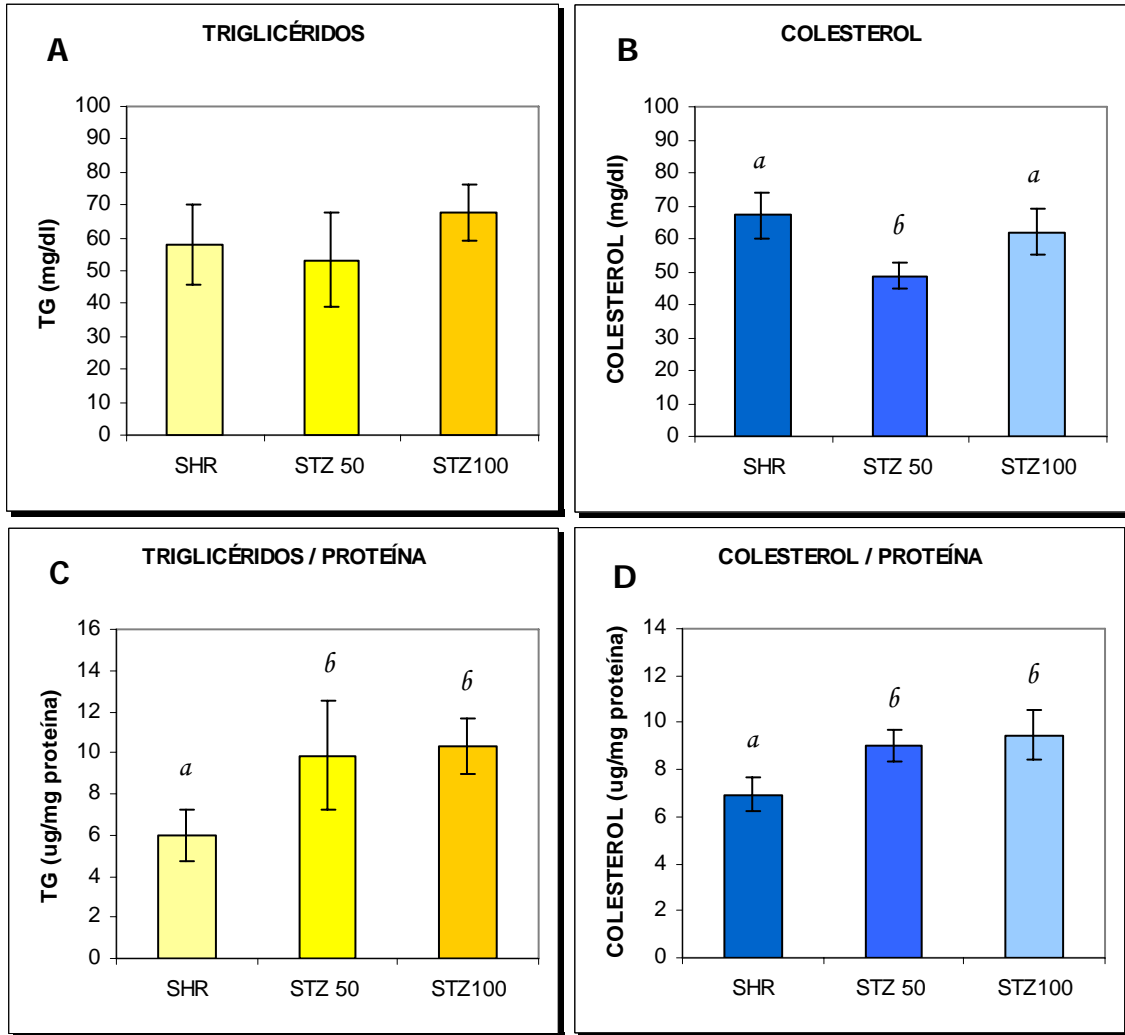 A
TRIGLICÉRIDOS
TG (mg/dl)
100
90
80
70
60
50
40
30
20
10
0
SHR STZ 50 STZ100
B
COLESTEROL
COLESTEROL (mg/dl)
100
90
80
70
60
50
40
30
20
10
0
a
b
a
SHR STZ 50 STZ100
C
TRIGLICÉRIDOS / PROTEÍNA
TG (ug/mg proteína)
16
14
12
10
8
6
4
2
0
a
b
b
SHR STZ 50 STZ100
D
COLESTEROL / PROTEÍNA
COLESTEROL (ug/mg proteína)
14
12
10
8
6
4
2
0
a
b
b
SHR STZ 50 STZ100